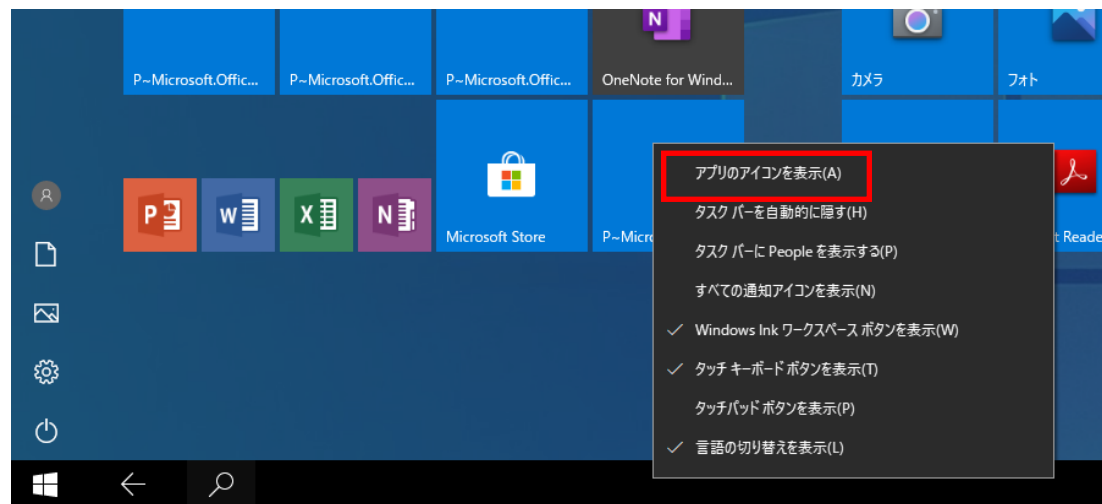 P~Microsoft.Offic...
P~Microsoft.Offic...
P~Microsoft.Offic...
N
OneNote for Wind...
カメラ
フォト
P
W
X
N
Microsoft Store
P~Micr
t Reade
アプリのアイコンを表示(A)
タスク バーを自動的に隠す(H)
タスク バーに People を表示する(P)
すべての通知アイコンを表示(N)
Windows Ink ワークスペース ボタンを表示(W)
タッチ キーボード ボタンを表示(T)
タッチパッド ボタンを表示(P)
言語の切り替えを表示(L)